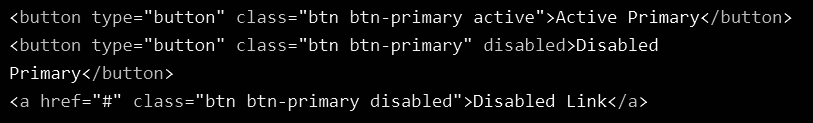 <button type="button" class="btn btn-primary active">Active Primary</button>
<button type="button" class="btn btn-primary" disabled>Disabled
Primary</button>
<a href="#" class="btn btn-primary disabled">Disabled Link</a>